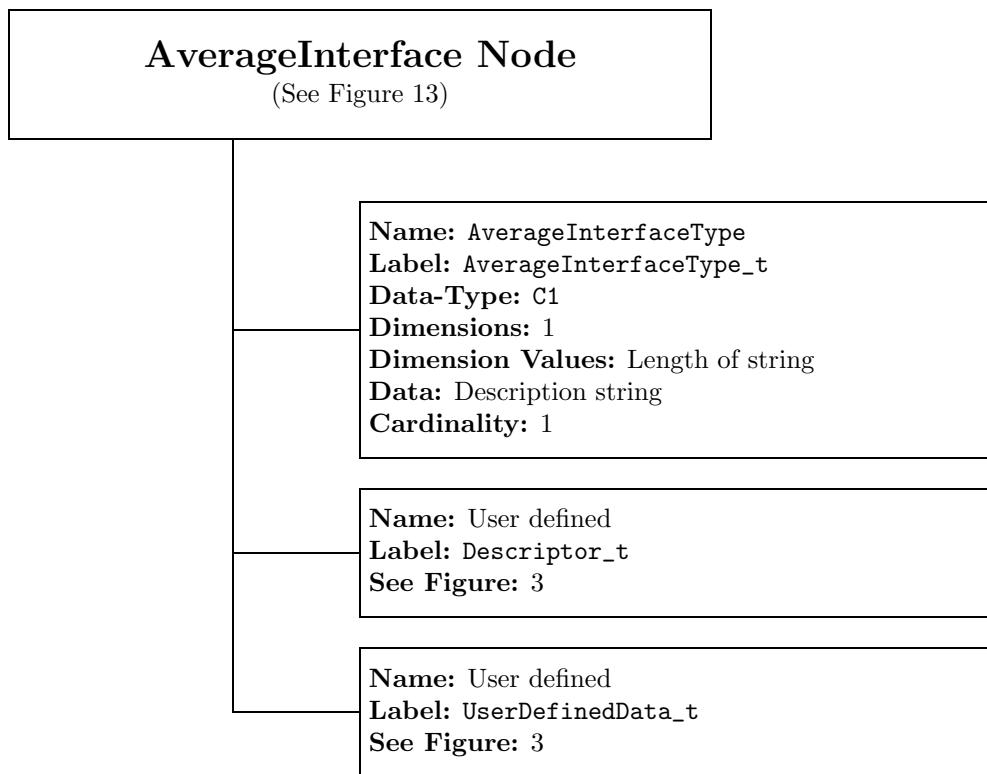 AverageInterface Node
(See Figure 13)
Name: AverageInterfaceType
Label: AverageInterfaceType_t
Data-Type: C1
Dimensions: 1
Dimension Values: Length of string
Data: Description string
Cardinality: 1
Name: User defined
Label: Descriptor_t
See Figure: 3
Name: User defined
Label: UserDefinedData_t
See Figure: 3